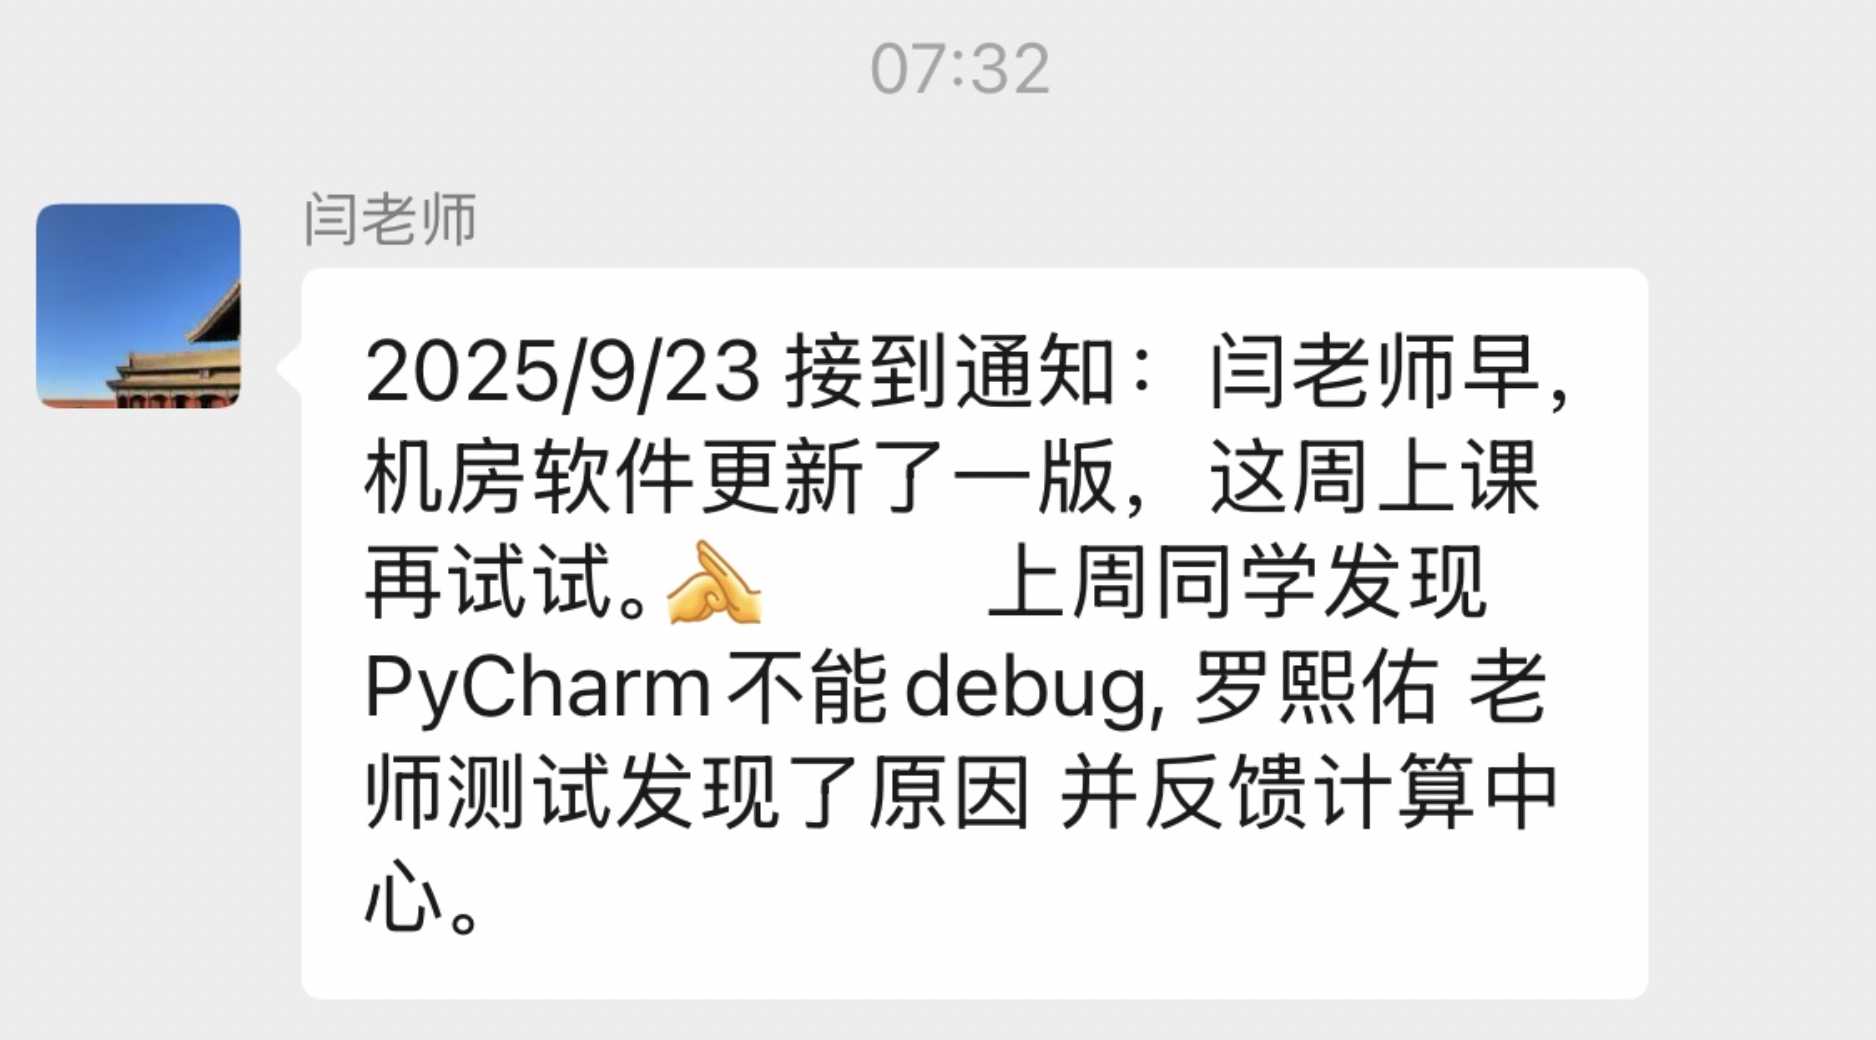 07:32
闫老师
2025/9/23 接到通知： 闫老师早，
机房软件更新了一版， 这周上课
再试试。 上周同学发现
PyCharm不能debug, 罗熙佑 老
师测试发现了原因 并反馈计算中
心。